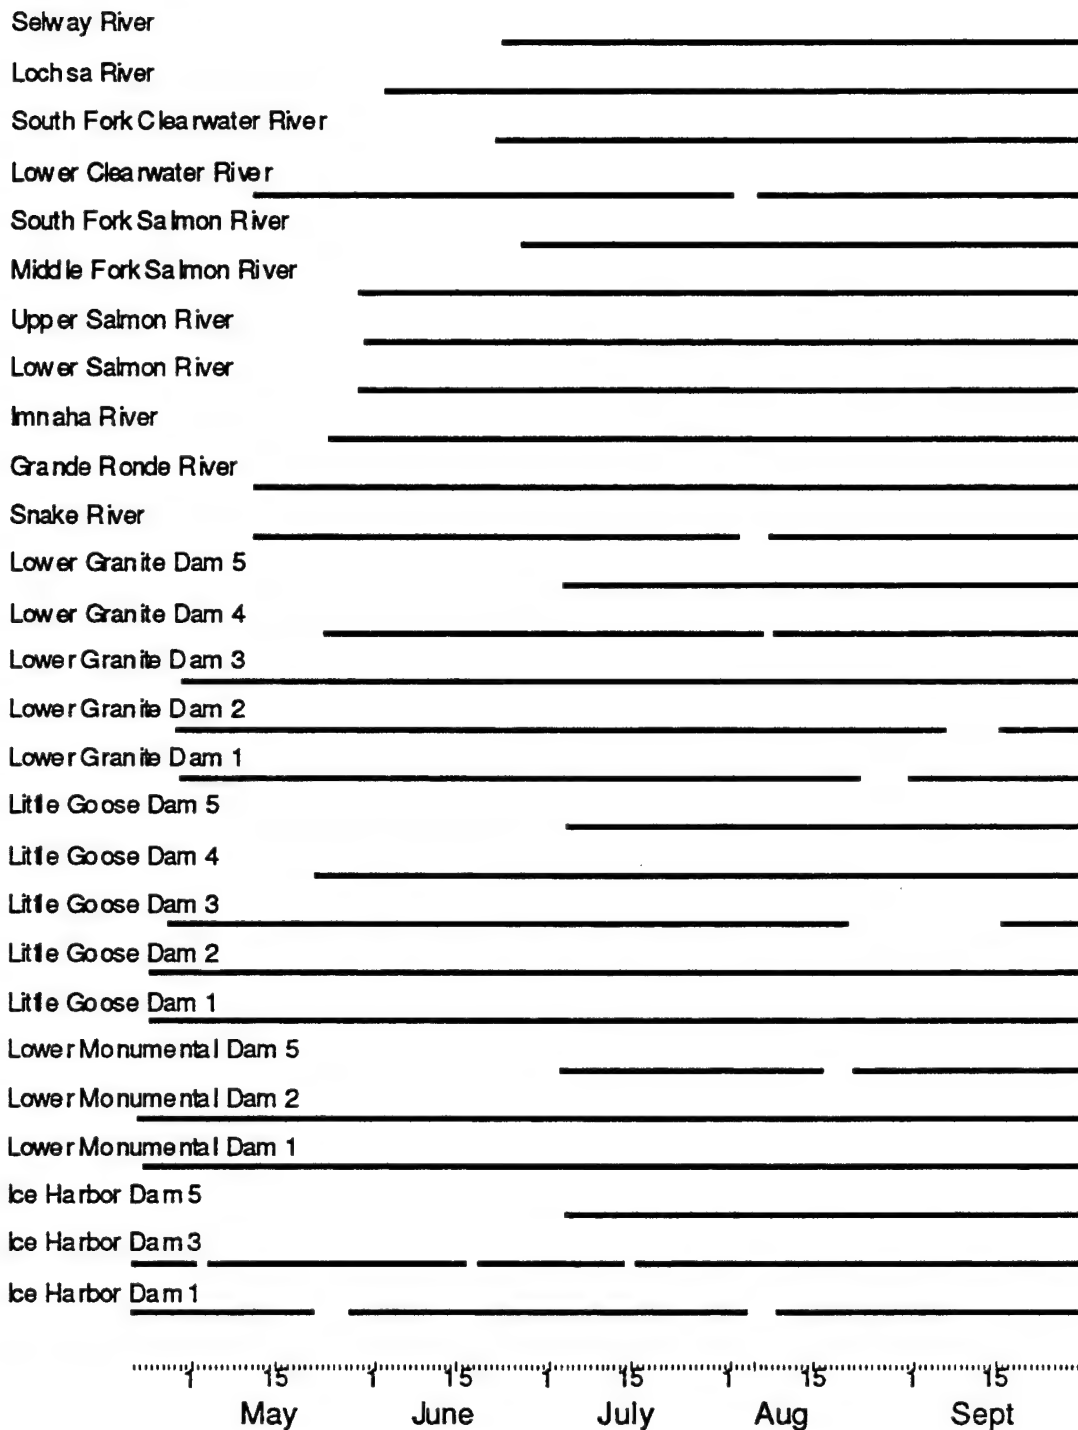 Selway River
Lochsa River
South Fork Clearwater River
Lower Clearwater River
South Fork Salmon River
Middle Fork Salmon River
Upper Salmon River
Lower Salmon River
Imnaha River
Grande Ronde River
Snake River
Lower Granite Dam 5
Lower Granite Dam 4
Lower Granite Dam 3
Lower Granite Dam 2
Lower Granite Dam 1
Little Goose Dam 5
Little Goose Dam 4
Little Goose Dam 3
Little Goose Dam 2
Little Goose Dam 1
Lower Monumental Dam 5
Lower Monumental Dam 2
Lower Monumental Dam 1
Ice Harbor Dam 5
Ice Harbor Dam 3
Ice Harbor Dam 1
1 15 1 15 1 15 1 15 1 15
May June July Aug Sept